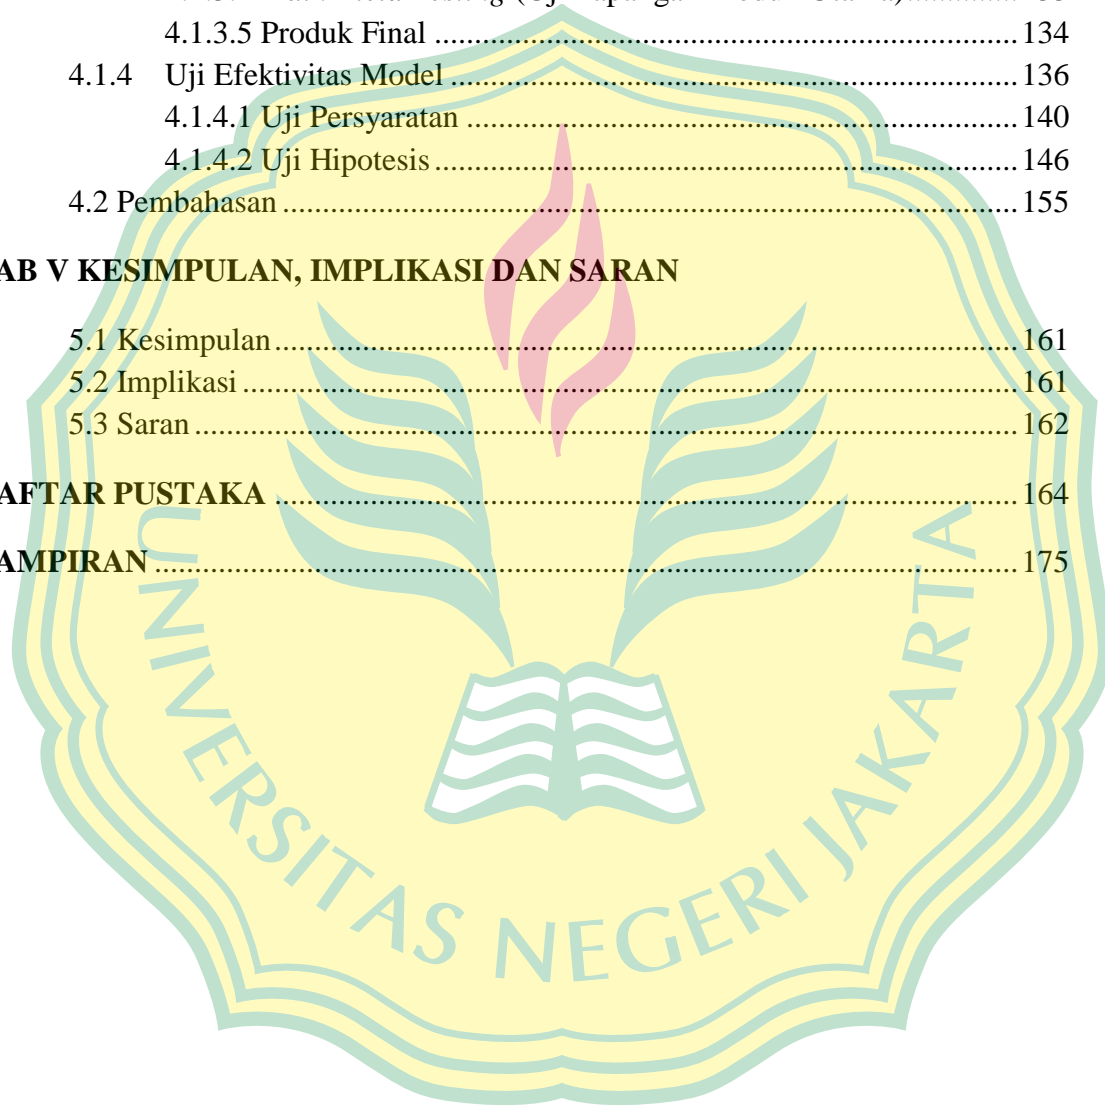 4.1.3.5 Produk Final ........................................................................ 134
4.1.4 Uji Efektivitas Model ...................................................................... 136
4.1.4.1 Uji Persyaratan .................................................................... 140
4.1.4.2 Uji Hipotesis ........................................................................ 146
4.2 Pembahasan ........................................................................................... 155
AB V KESIMPULAN, IMPLIKASI DAN SARAN
5.1 Kesimpulan ............................................................................................ 161
5.2 Implikasi ................................................................................................ 161
5.3 Saran ...................................................................................................... 162
AFTAR PUSTAKA ............................................................................................ 164
AMPIRAN ........................................................................................................... 175
UNIVERSITAS NEGERI JAKARTA